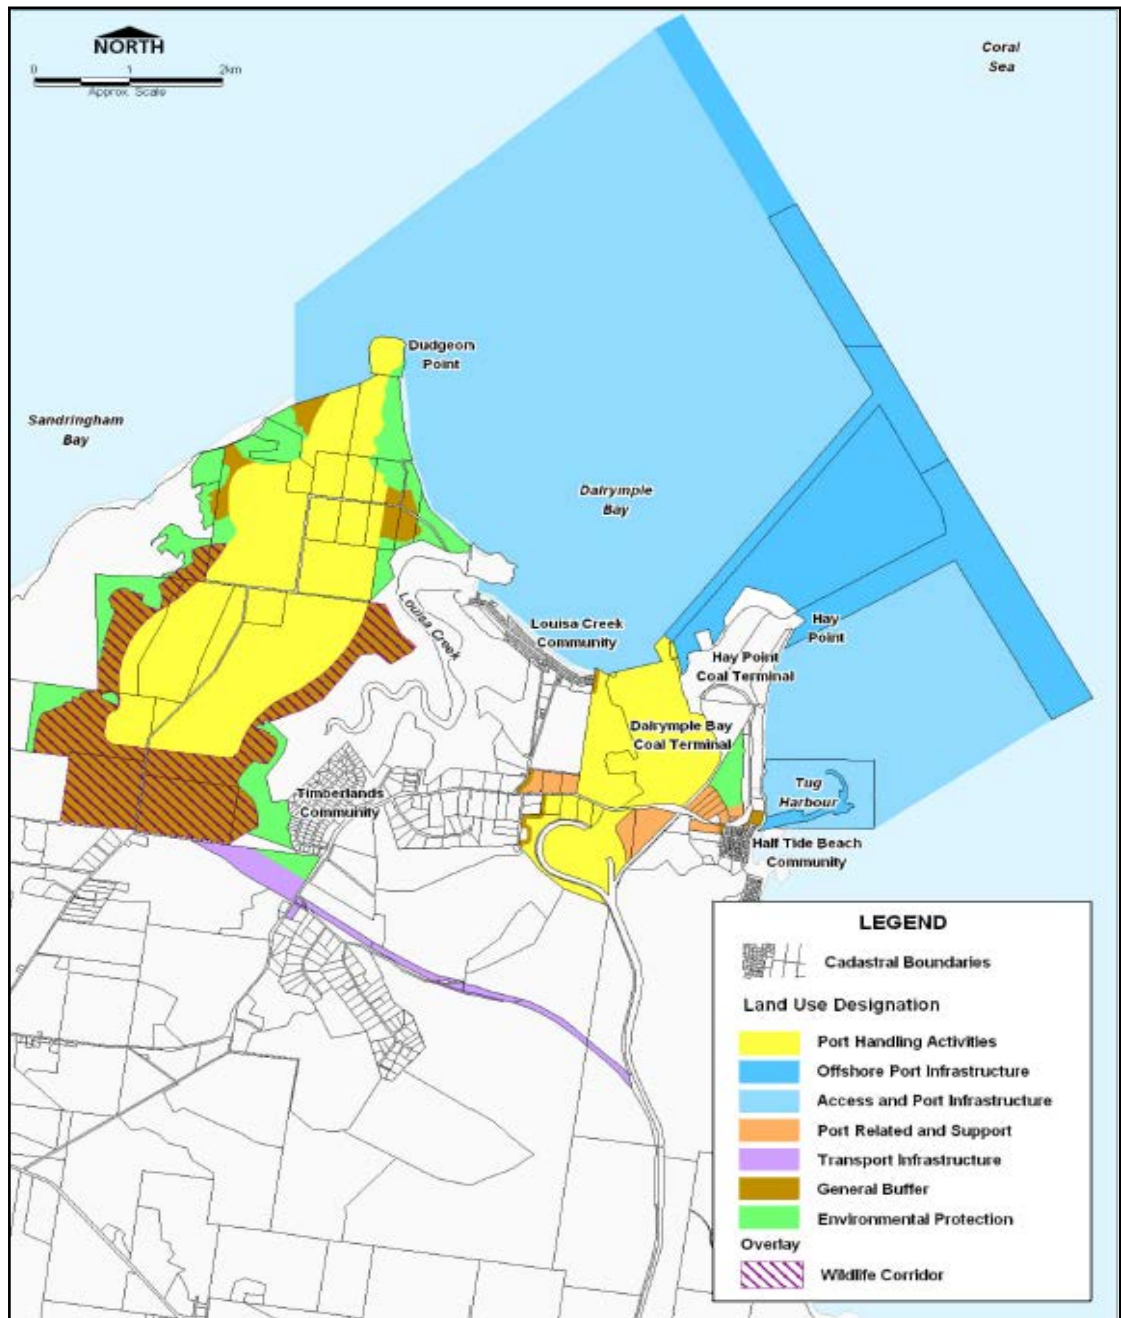 NORTH
0 1 2km
Approx. Scale
Coral
Sea
Dudgeon
Point
Sandringham
Bay
Dalrymple
Bay
Louisa Creek
Louisa Creek
Community
Hay
Point
Hay Point
Coal Terminal
Dalrymple Bay
Coal Terminal
Timberlands
Community
Tug
Harbour
Half Tide Beach
Community
LEGEND
Cadastral Boundaries
Land Use Designation
Port Handling Activities
Offshore Port Infrastructure
Access and Port Infrastructure
Port Related and Support
Transport Infrastructure
General Buffer
Environmental Protection
Overlay
Wildlife Corridor